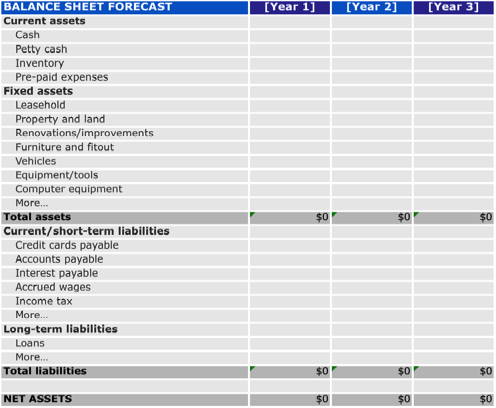 BALANCE SHEET FORECAST [Year 1] [Year 2] [Year 3]
Current assets
Cash
Petty cash
Inventory
Pre-paid expenses
Fixed assets
Leasehold
Property and land
Renovations/improvements
Furniture and fitout
Vehicles
Equipment/tools
Computer equipment
More...
Total assets $0 $0 $0
Current/short-term liabilities
Credit cards payable
Accounts payable
Interest payable
Accrued wages
Income tax
More...
Long-term liabilities
Loans
More...
Total liabilities $0 $0 $0
NET ASSETS $0 $0 $0